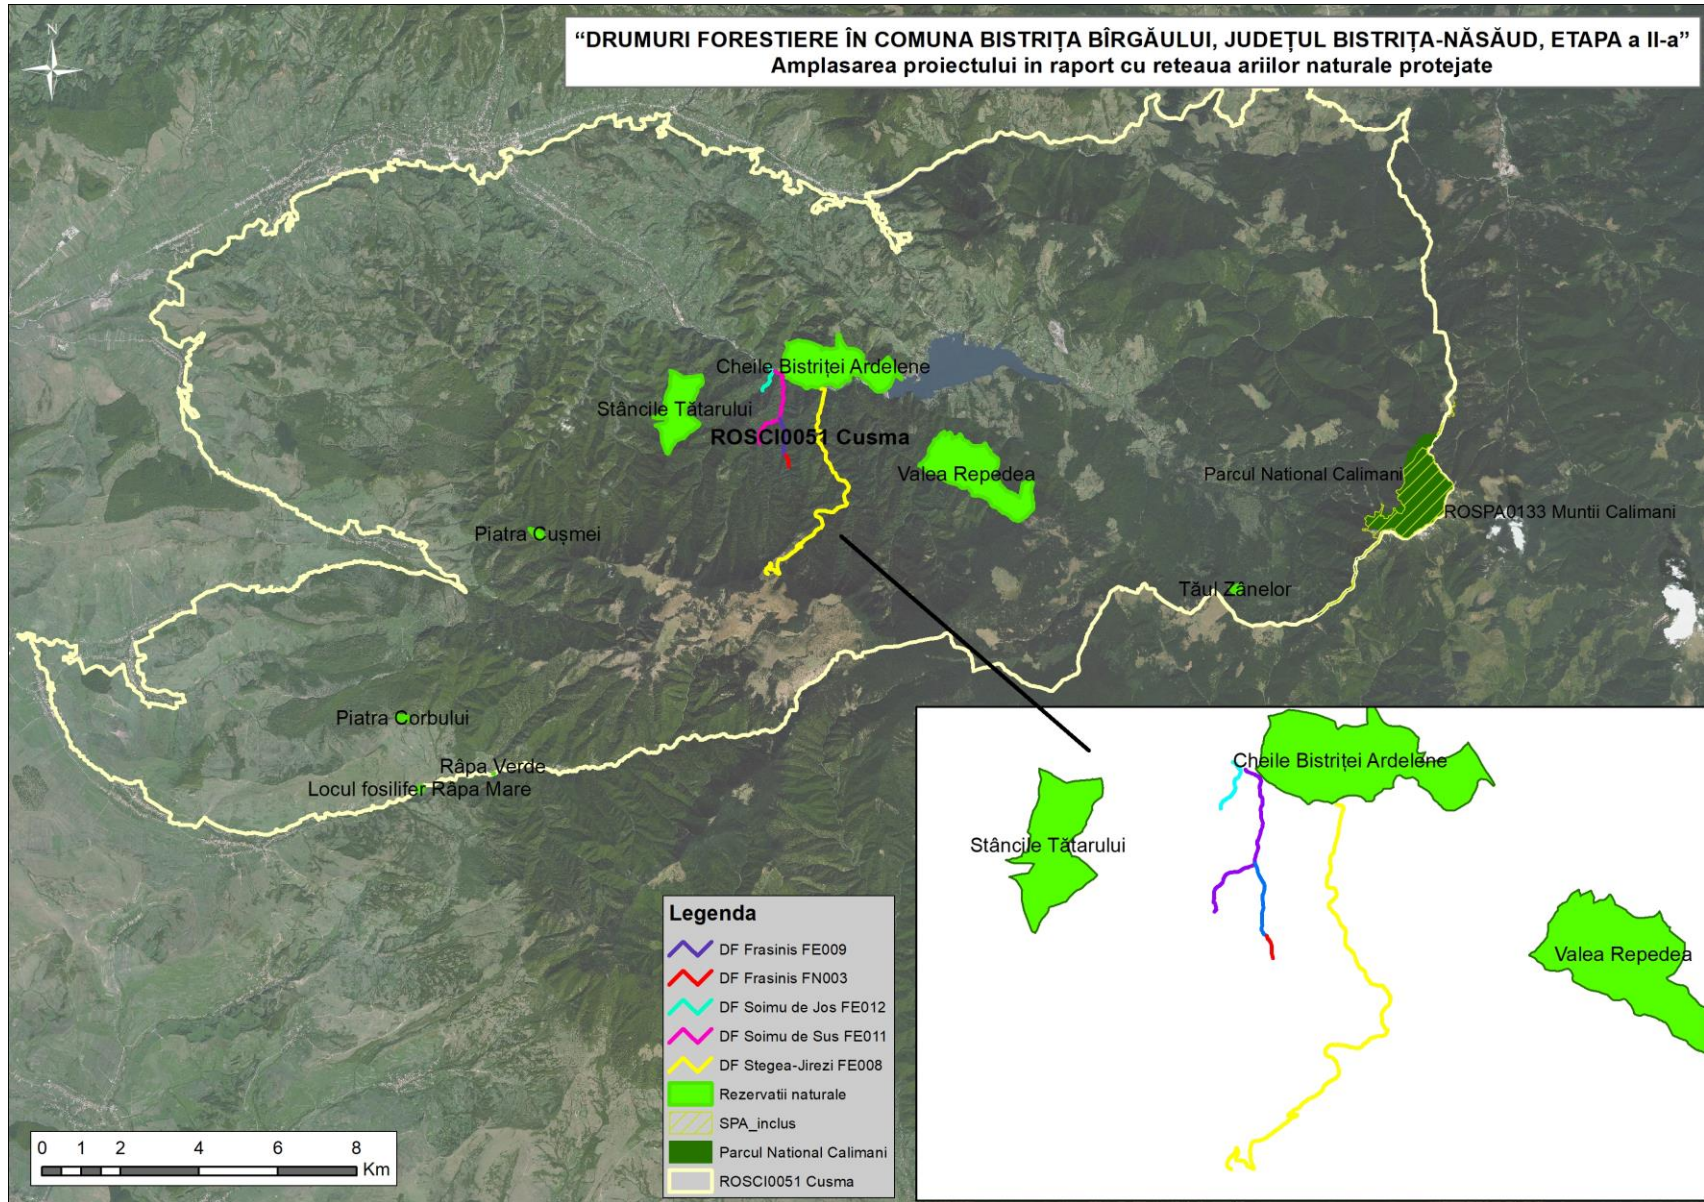 N
“DRUMURI FORESTIERE ÎN COMUNA BISTRIȚA BÎRGĂULUI, JUDEȚUL BISTRIȚA-NĂSĂUD, ETAPA a II-a”
Amplasarea proiectului in raport cu reteaua ariilor naturale protejate
Cheile Bistriței Ardelene
Stâncile Tătarului
ROSCI0051 Cusma
Valea Repedea
Parcul National Calimani
ROSPA0133 Muntii Calimani
Piatra Cușmei
Tăul Zânelor
Piatra Corbului
Râpa Verde
Locul fosilifer Râpa Mare
Cheile Bistriței Ardelene
Stâncile Tătarului
Valea Repedea
Legenda
DF Frasinis FE009
DF Frasinis FN003
DF Soimu de Jos FE012
DF Soimu de Sus FE011
DF Stegea-Jirezi FE008
Rezervatii naturale
SPA_inclus
Parcul National Calimani
ROSCI0051 Cusma
0 1 2 4 6 8
Km